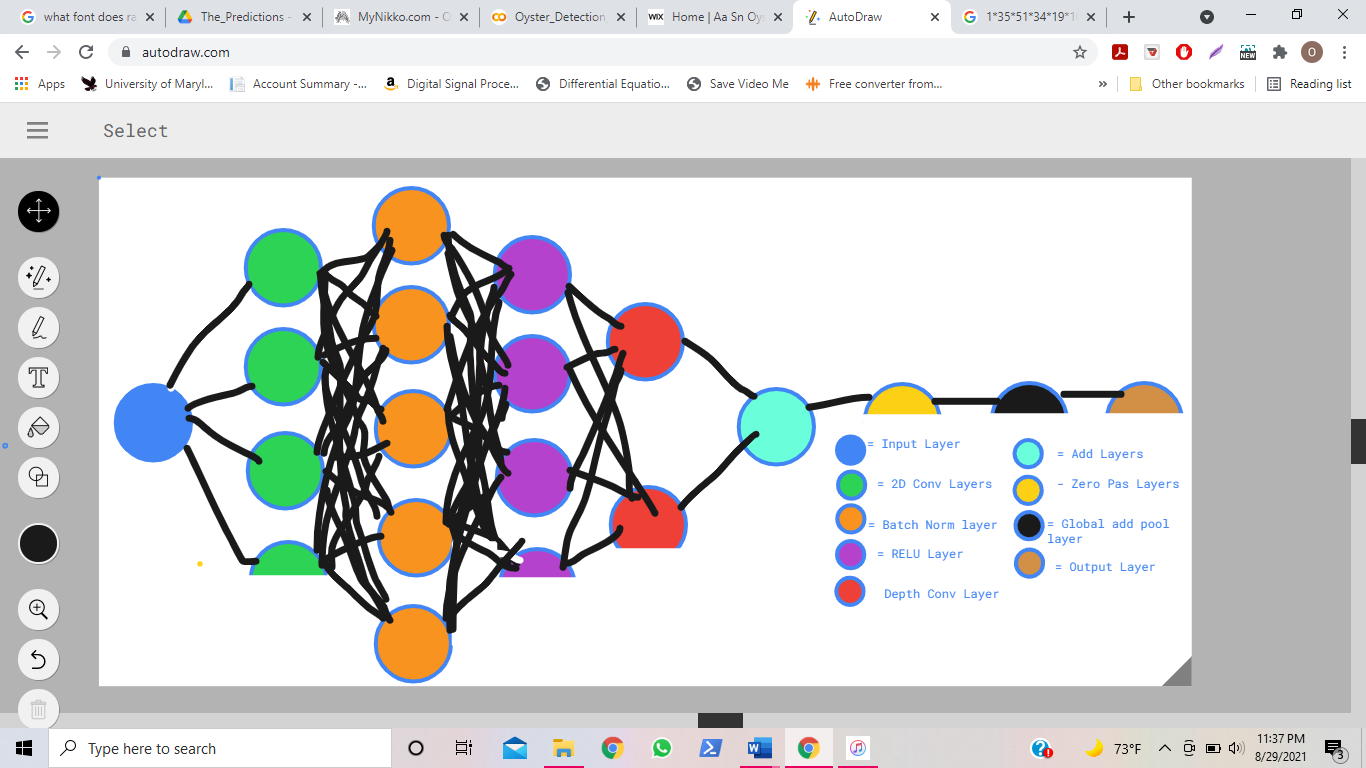 what font does ra
The_Predictions -
MyNikko.com - O
Oyster_Detection
WIX Home | Aa Sn Oys
AutoDraw
1*35*51*34*19*1
autodraw.com
NEW
O
Apps
University of Maryl...
Account Summary -...
Digital Signal Proce...
Differential Equatio...
Save Video Me
Free converter from...
»
Other bookmarks
Reading list
Select
T
= Input Layer
= 2D Conv Layers
= Batch Norm layer
= RELU Layer
Depth Conv Layer
= Add Layers
- Zero Pas Layers
= Global add pool
layer
= Output Layer
Type here to search
73°F
11:37 PM
8/29/2021
3